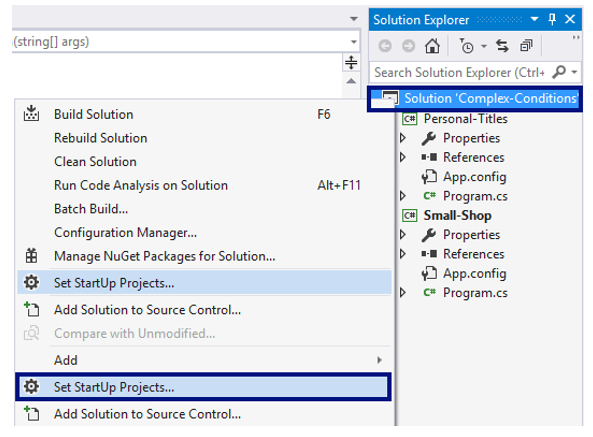 Solution Explorer
(string[] args)
Search Solution Explorer (Ctrl+
Solution 'Complex-Conditions'
Personal-Titles
Properties
References
App.config
C# Program.cs
Small-Shop
Properties
References
App.config
C# Program.cs
Build Solution F6
Rebuild Solution
Clean Solution
Run Code Analysis on Solution Alt+F11
Batch Build...
Configuration Manager...
Manage NuGet Packages for Solution...
Set StartUp Projects...
Add Solution to Source Control...
Compare with Unmodified...
Add
Set StartUp Projects...
Add Solution to Source Control...